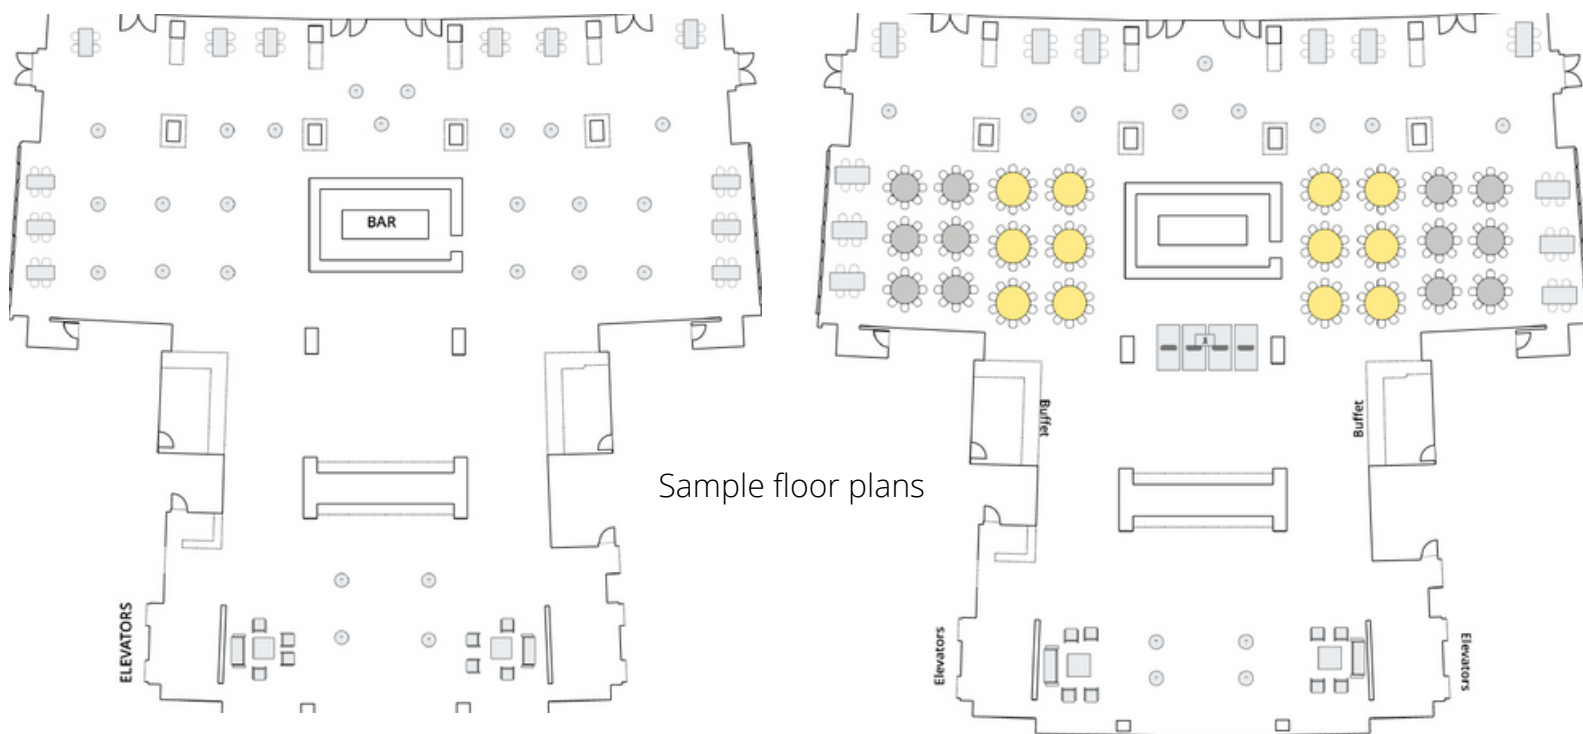 BAR
Buffet
Buffet
Sample floor plans
ELEVATORS
Elevators
Elevators